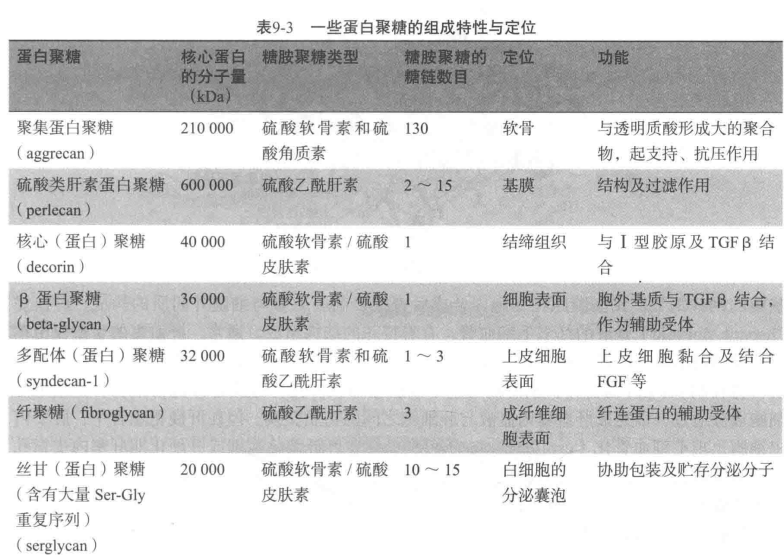 表9-3 一些蛋白聚糖的组成特性与定位
蛋白聚糖 核心蛋白 糖胺聚糖类型 糖胺聚糖的 定位 功能
的分子量 糖链数目
（kDa）
聚集蛋白聚糖 210 000 硫酸软骨素和硫 130 软骨 与透明质酸形成大的聚合
（aggrecan） 酸角质素 物，起支持、抗压作用
硫酸类肝素蛋白聚糖 600 000 硫酸乙酰肝素 2～15 基膜 结构及过滤作用
（perlecan）
核心（蛋白）聚糖 40 000 硫酸软骨素/硫酸 1 结缔组织 与Ⅰ型胶原及TGFβ结
（decorin） 皮肤素 合
β蛋白聚糖 36 000 硫酸软骨素/硫酸 1 细胞表面 胞外基质与TGFβ结合，
（beta-glycan） 皮肤素 作为辅助受体
多配体（蛋白）聚糖 32 000 硫酸软骨素和硫 1～3 上皮细胞 上皮细胞黏合及结合
（syndecan-1） 酸乙酰肝素 表面 FGF等
纤聚糖（fibroglycan） 硫酸乙酰肝素 3 成纤维细 纤连蛋白的辅助受体
胞表面
丝甘（蛋白）聚糖 20 000 硫酸软骨素/硫酸 10～15 白细胞的 协助包装及贮存分泌分子
（含有大量Ser-Gly 皮肤素 分泌囊泡
重复序列）
（serglycan）